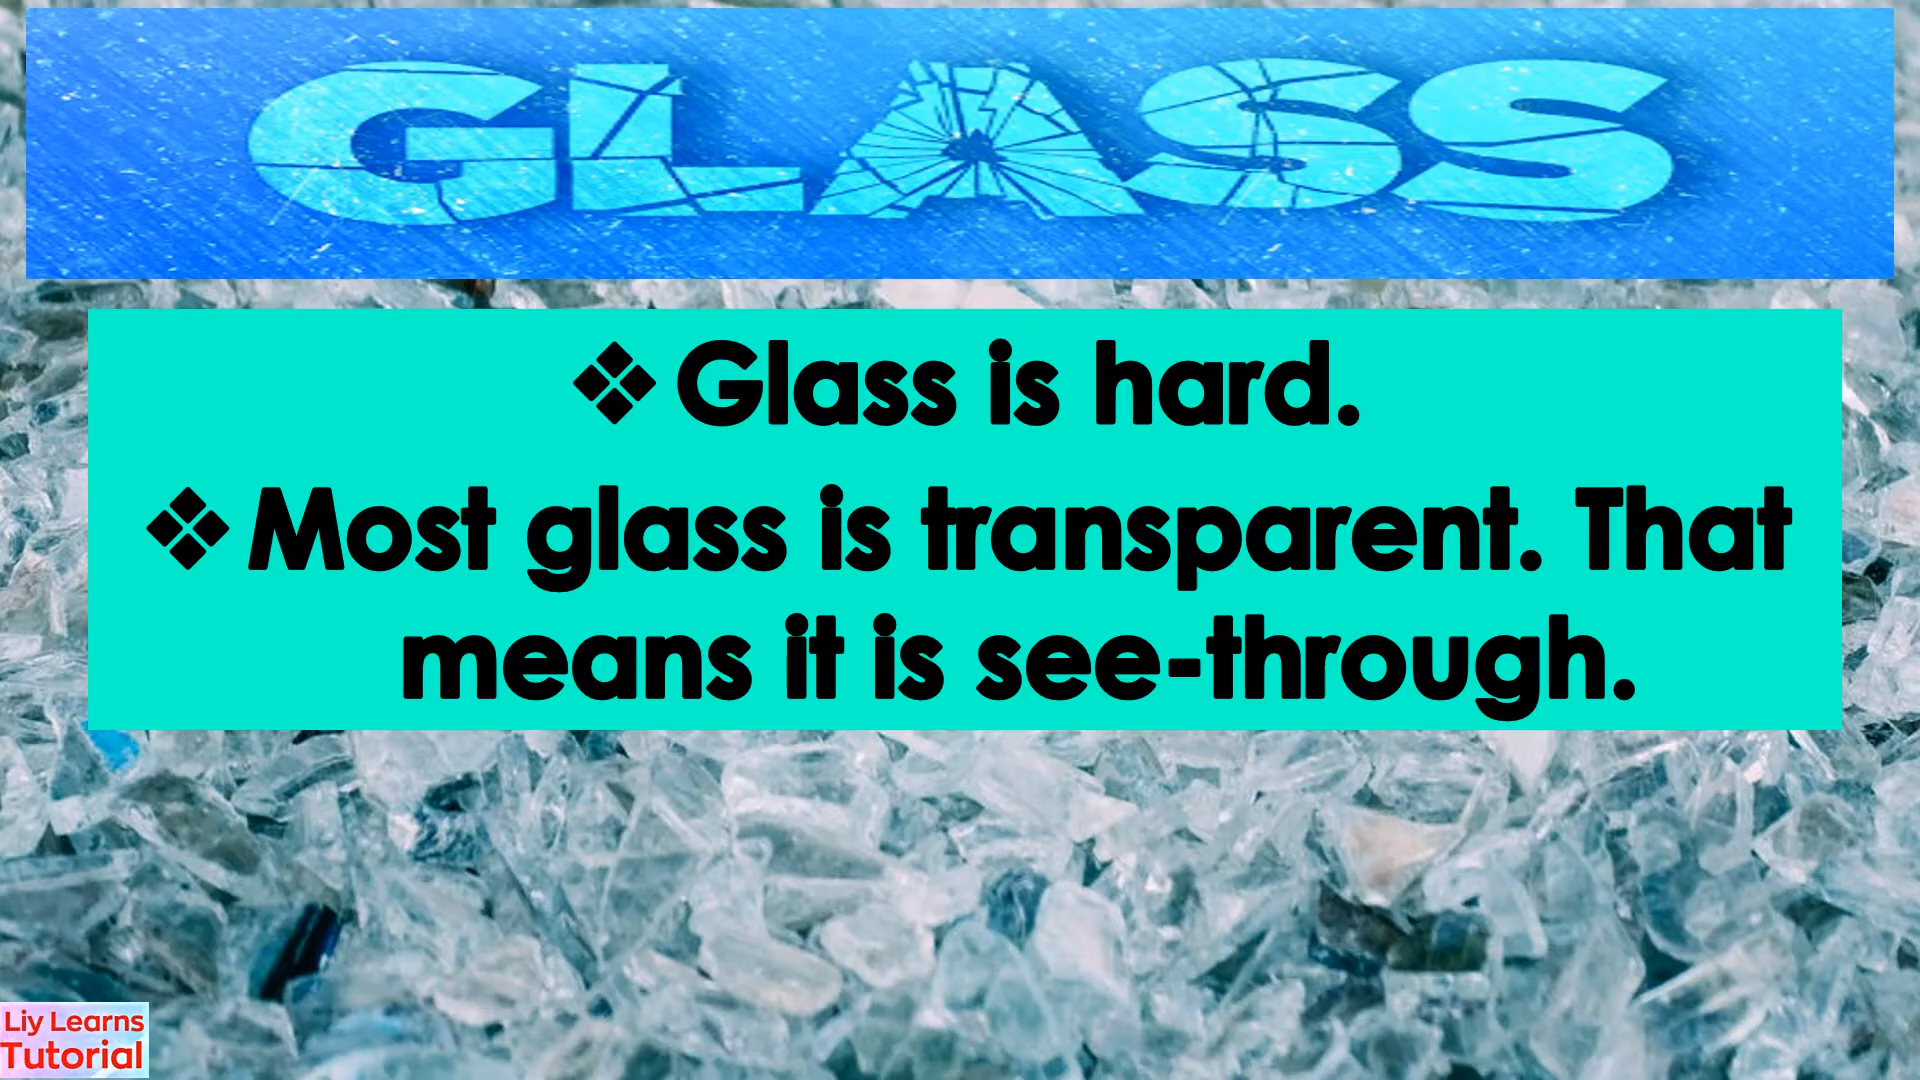 GLASS
❖ Glass is hard.
❖ Most glass is transparent. That
means it is see-through.
Liy Learns
Tutorial